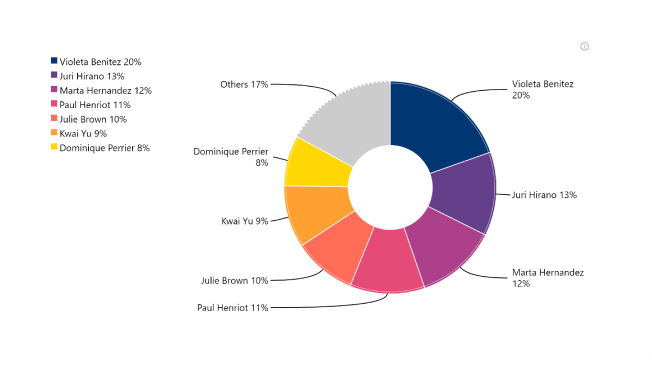 Violeta Benitez 20%
Juri Hirano 13%
Marta Hernandez 12%
Paul Henriot 11%
Julie Brown 10%
Kwai Yu 9%
Dominique Perrier 8%
Others 17%
Violeta Benitez
20%
Dominique Perrier
8%
Juri Hirano 13%
Kwai Yu 9%
Marta Hernandez
12%
Julie Brown 10%
Paul Henriot 11%